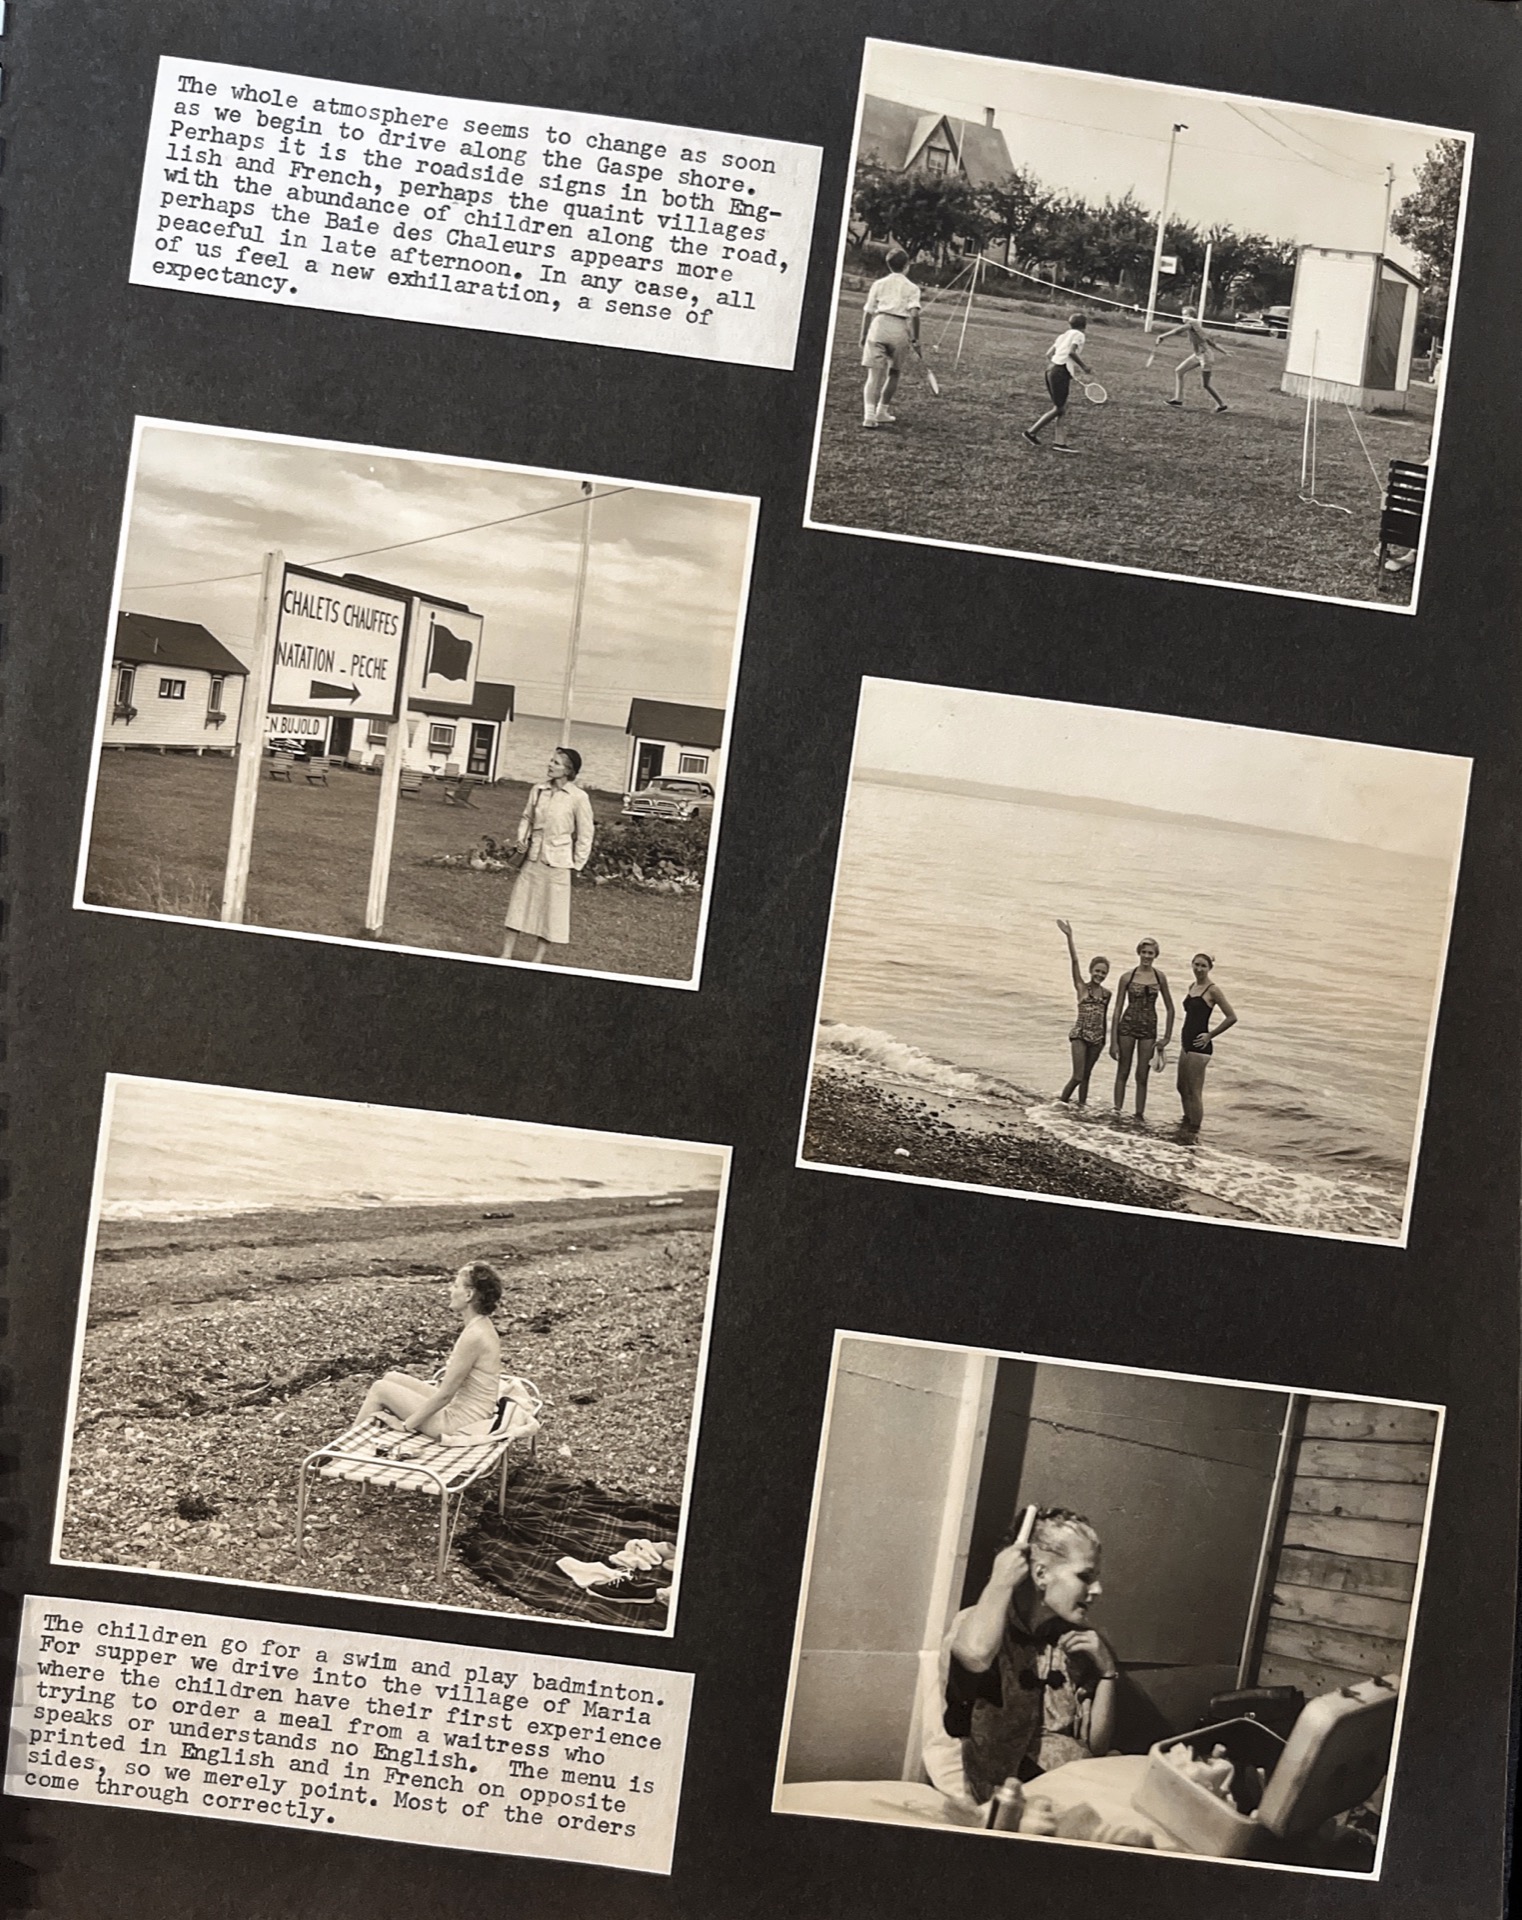 The whole atmosphere seems to change as soon
as we begin to drive along the Gaspe shore.
Perhaps it is the roadside signs in both Eng-
lish and French, perhaps the quaint villages
with the abundance of children along the road,
perhaps the Baie des Chaleurs appears more
peaceful in late afternoon. In any case, all
of us feel a new exhilaration, a sense of
expectancy.
CHALETS CHAUFFES
NATATION - PECHE
EN. BUJOLD
The children go for a swim and play badminton.
For supper we drive into the village of Maria
where the children have their first experience
trying to order a meal from a waitress who
speaks or understands no English. The menu is
printed in English and in French on opposite
sides, so we merely point. Most of the orders
come through correctly.